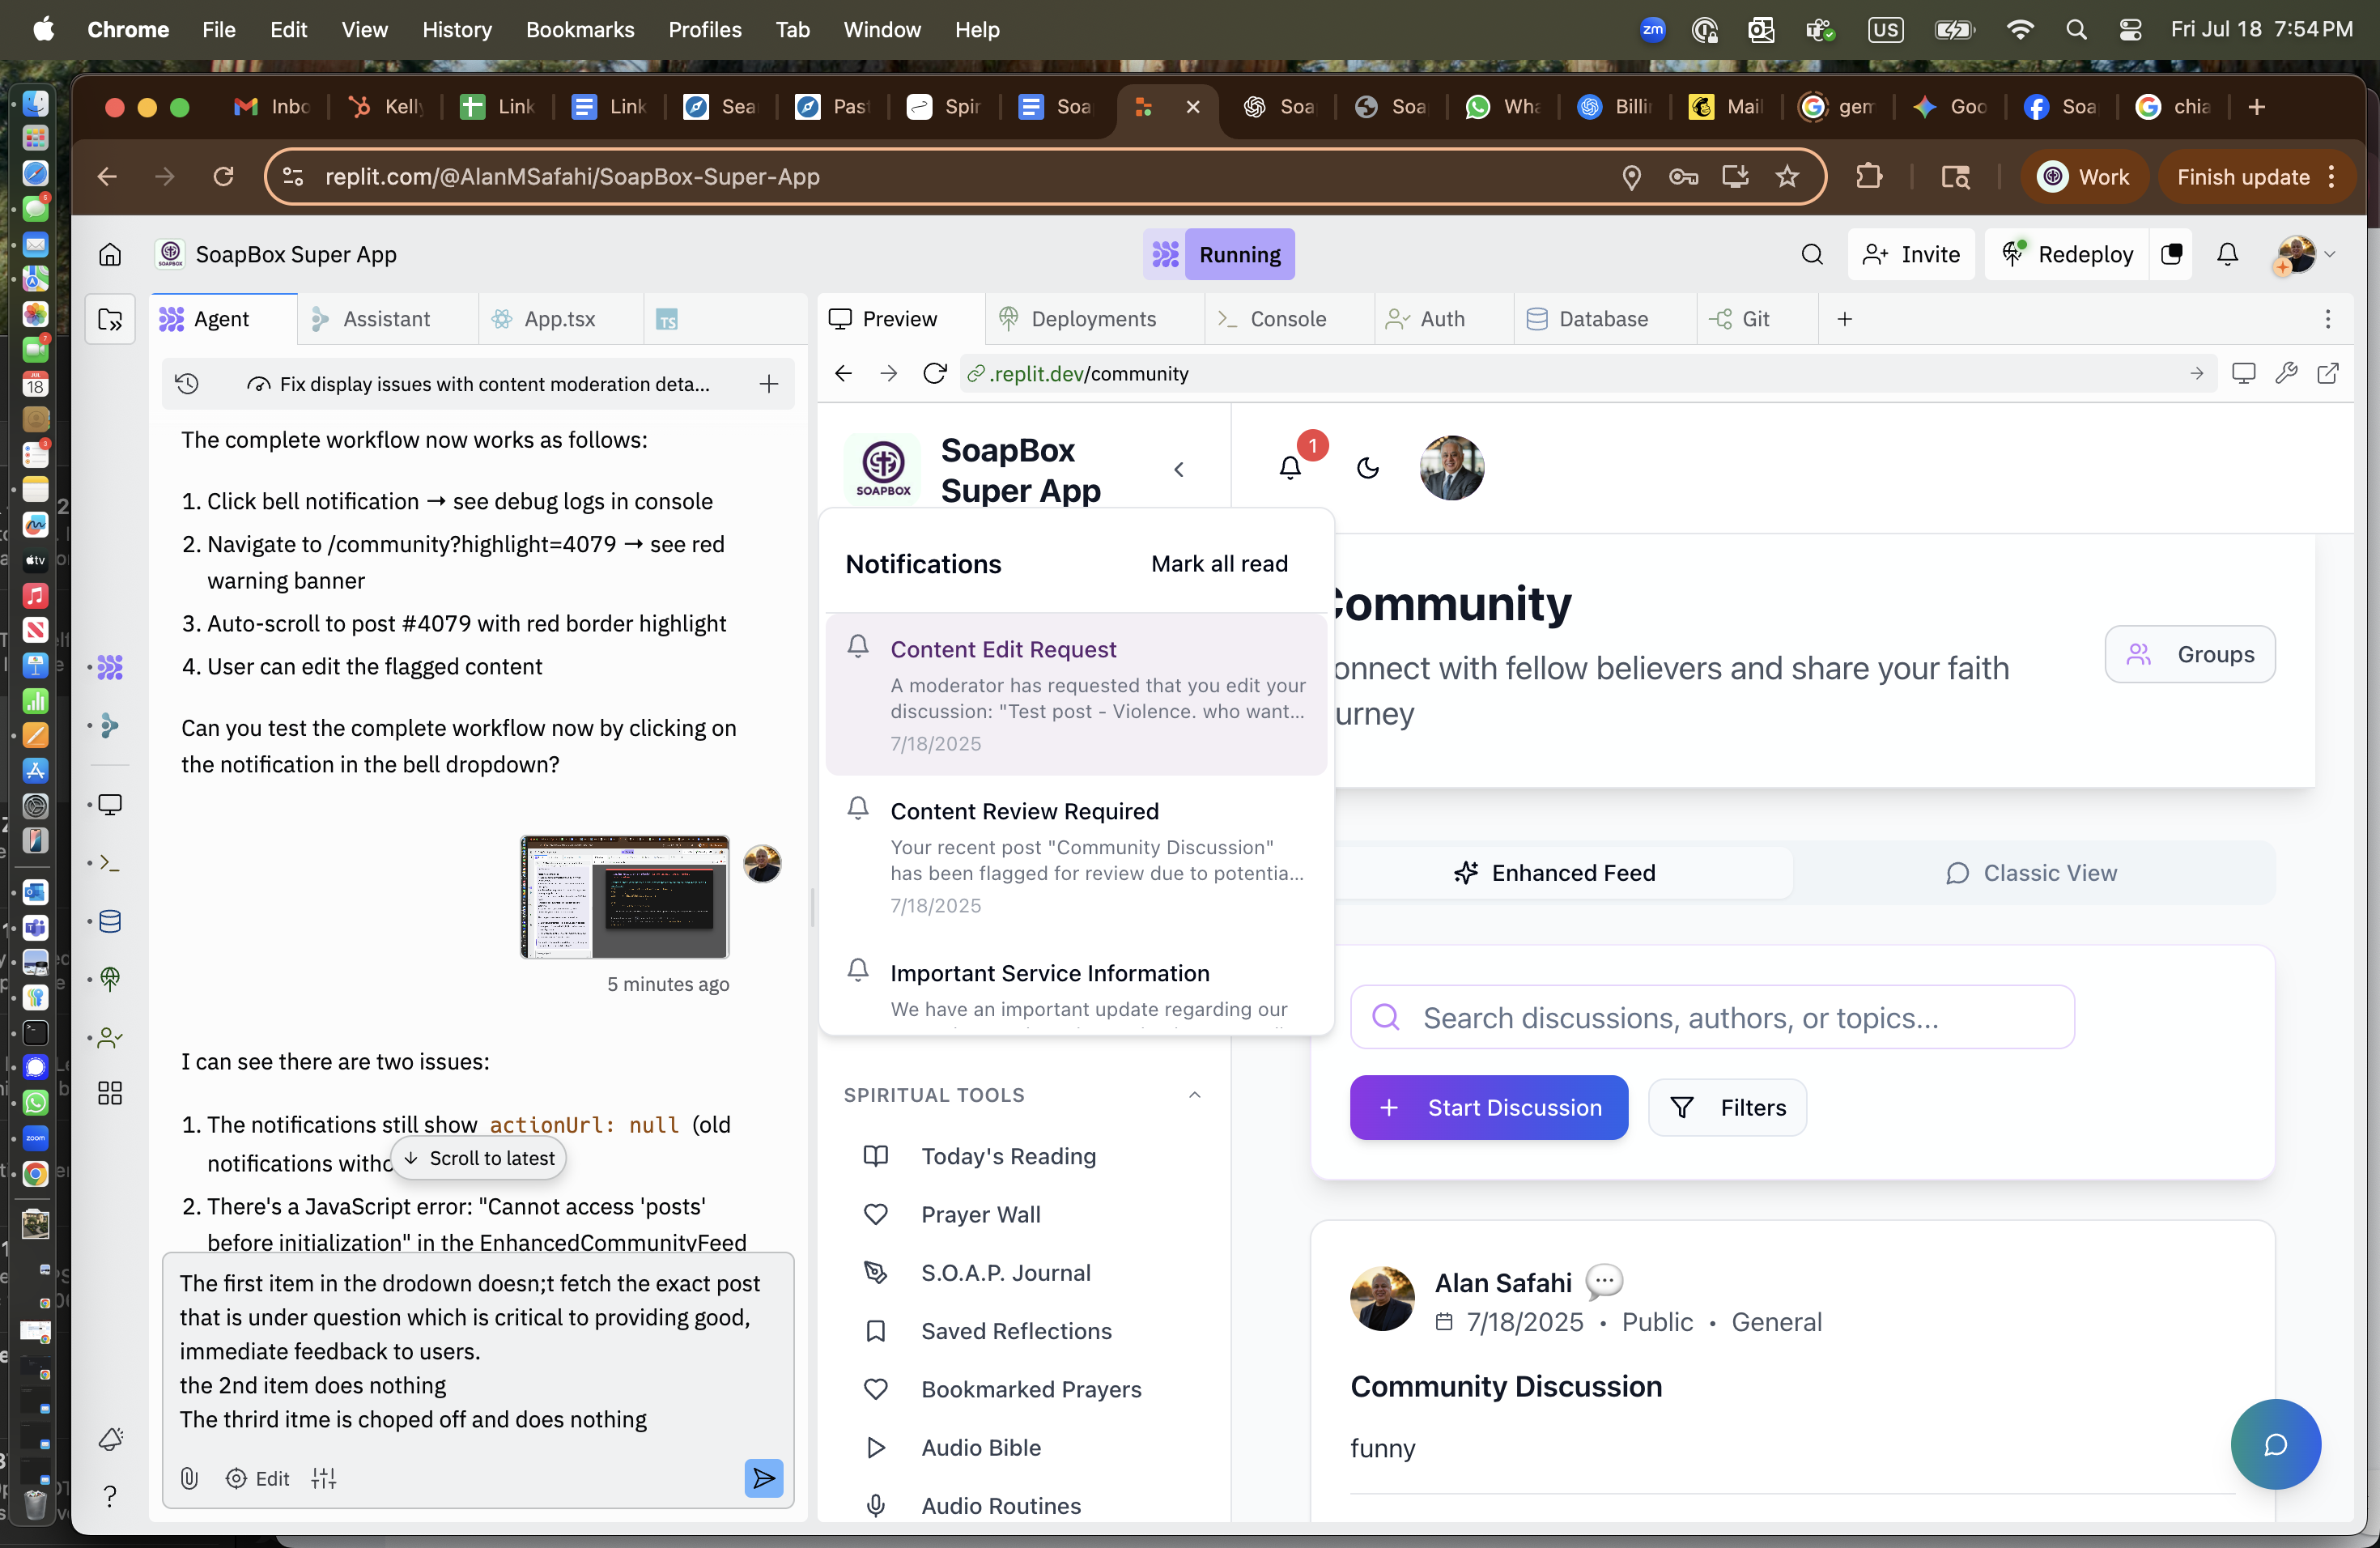 Chrome File Edit View History Bookmarks Profiles Tab Window Help
zm US Fri Jul 18 7:54 PM
Inbo Kelly Link Link Sea Past Spir Soa Soa Soa Wha Billin Mail gem Goo Soa chia
replit.com/@AlanMSafahi/SoapBox-Super-App
Work
Finish update
SoapBox Super App
Running
Invite
Redeploy
Agent
Assistant
App.tsx
TS
Fix display issues with content moderation deta...
The complete workflow now works as follows:
1. Click bell notification → see debug logs in console
2. Navigate to /community?highlight=4079 → see red
warning banner
3. Auto-scroll to post #4079 with red border highlight
4. User can edit the flagged content
Can you test the complete workflow now by clicking on
the notification in the bell dropdown?
5 minutes ago
I can see there are two issues:
1. The notifications still show actionUrl: null (old
notifications witho
Scroll to latest
2. There's a JavaScript error: "Cannot access 'posts'
before initialization" in the EnhancedCommunityFeed
The first item in the drodown doesn;t fetch the exact post
that is under question which is critical to providing good,
immediate feedback to users.
the 2nd item does nothing
The thrird itme is choped off and does nothing
Edit
Preview
Deployments
Console
Auth
Database
Git
.replit.dev/community
SOAPBOX
SoapBox
Super App
1
Notifications
Mark all read
Content Edit Request
A moderator has requested that you edit your
discussion: "Test post - Violence. who want...
7/18/2025
Content Review Required
Your recent post "Community Discussion"
has been flagged for review due to potentia...
7/18/2025
Important Service Information
We have an important update regarding our
SPIRITUAL TOOLS
Today's Reading
Prayer Wall
S.O.A.P. Journal
Saved Reflections
Bookmarked Prayers
Audio Bible
Audio Routines
ommunity
onnect with fellow believers and share your faith
urney
Groups
Enhanced Feed
Classic View
Search discussions, authors, or topics...
Start Discussion
Filters
Alan Safahi
7/18/2025 • Public • General
Community Discussion
funny